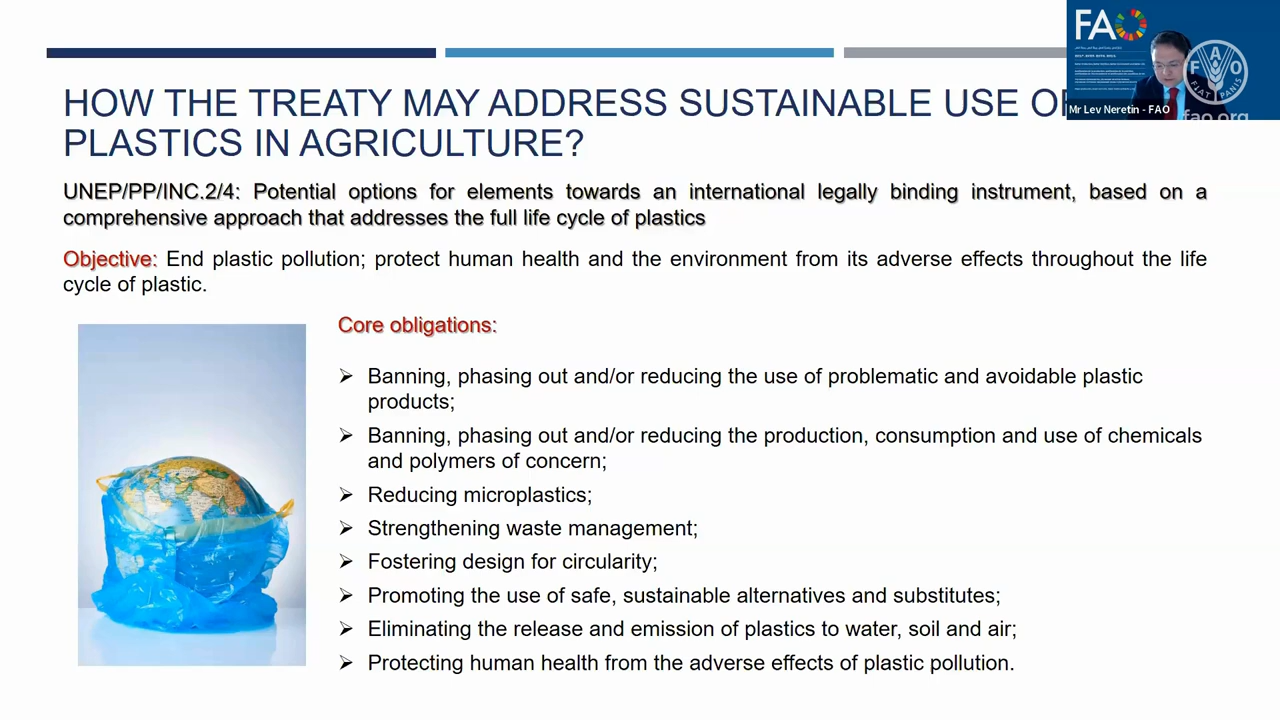 HOW THE TREATY MAY ADDRESS SUSTAINABLE USE OF
PLASTICS IN AGRICULTURE?
UNEP/PP/INC.2/4: Potential options for elements towards an international legally binding instrument, based on a
comprehensive approach that addresses the full life cycle of plastics
Objective: End plastic pollution; protect human health and the environment from its adverse effects throughout the life
cycle of plastic.
Core obligations:
Banning, phasing out and/or reducing the use of problematic and avoidable plastic
products;
Banning, phasing out and/or reducing the production, consumption and use of chemicals
and polymers of concern;
Reducing microplastics;
Strengthening waste management;
Fostering design for circularity;
Promoting the use of safe, sustainable alternatives and substitutes;
Eliminating the release and emission of plastics to water, soil and air;
Protecting human health from the adverse effects of plastic pollution.
FAO
FAO
FIAT PANIS
Mr Lev Neretin - FAO
fao.org